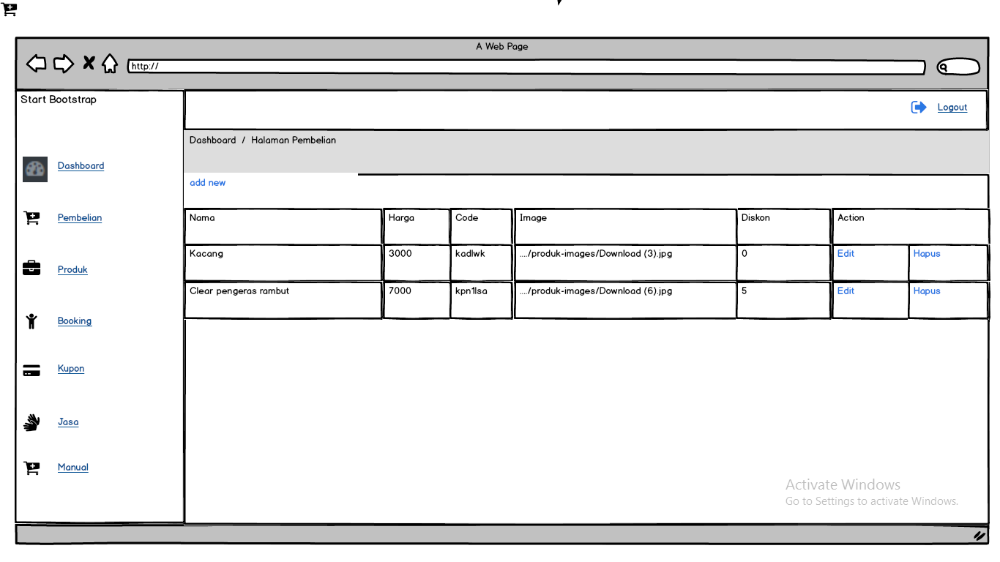 A Web Page
http://
Start Bootstrap
Logout
Dashboard / Halaman Pembelian
Dashboard
add new
Pembelian
Produk
Booking
Kupon
Jasa
Manual
Nama Harga Code Image Diskon Action
Kacang 3000 kadlwk ..../produk-images/Download (3).jpg 0 Edit Hapus
Clear pengeras rambut 7000 kpn1lsa ..../produk-images/Download (6).jpg 5 Edit Hapus
Activate Windows
Go to Settings to activate Windows.